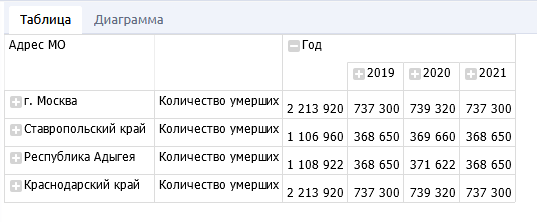 Таблица Диаграмма
Адрес МО Год
2019 2020 2021
г. Москва Количество умерших 2 213 920 737 300 739 320 737 300
Ставропольский край Количество умерших 1 106 960 368 650 369 660 368 650
Республика Адыгея Количество умерших 1 108 922 368 650 371 622 368 650
Краснодарский край Количество умерших 2 213 920 737 300 739 320 737 300